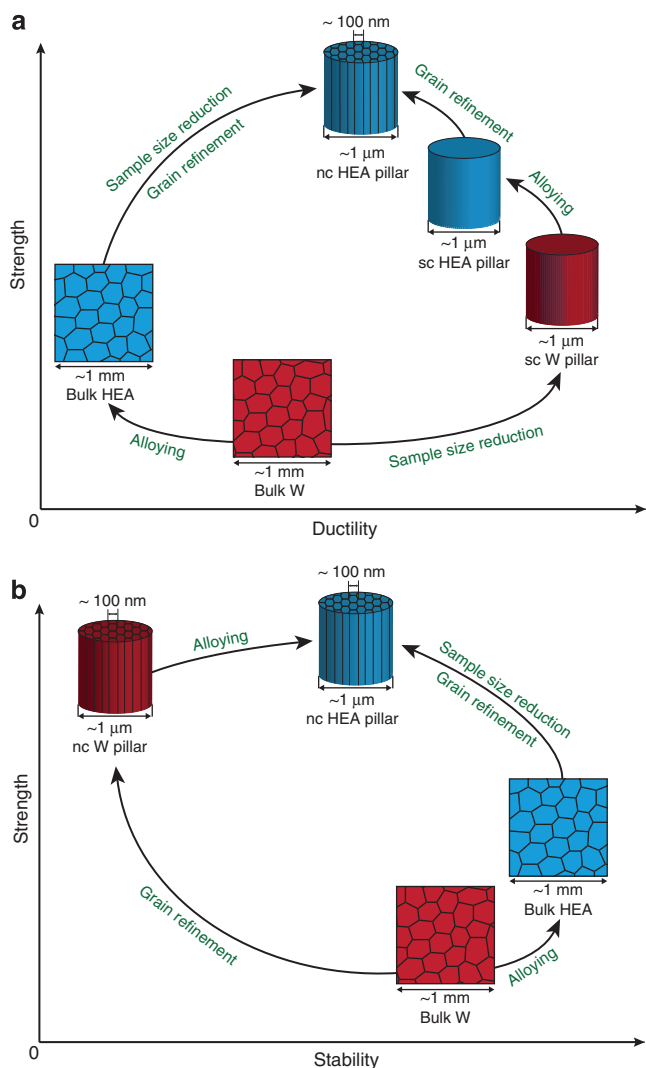 a
~ 100 nm
Sample size reduction
Grain refinement
~1 μm
nc HEA pillar
Grain refinement
Alloying
~1 μm
sc HEA pillar
Strength
~1 mm
Bulk HEA
~1 μm
sc W pillar
Alloying
Sample size reduction
~1 mm
Bulk W
0
Ductility
b
~ 100 nm
~ 100 nm
Alloying
Sample size reduction
Grain refinement
~1 μm
nc W pillar
~1 μm
nc HEA pillar
Strength
Grain refinement
~1 mm
Bulk HEA
Alloying
~1 mm
Bulk W
0
Stability